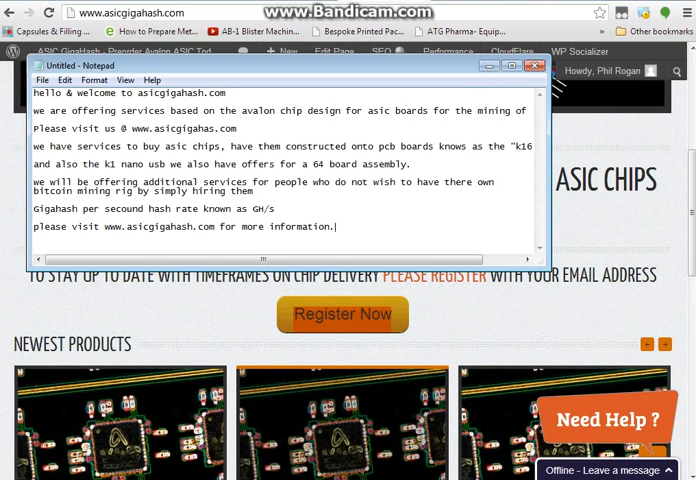 www.asicgigahash.com
www.Bandicam.com
Capsules & Filling ...
How to Prepare Met...
AB-1 Blister Machin...
Bespoke Printed Pac...
ATG Pharma- Equip...
»
Other bookmarks
ASIC GigaHash - Preorder Avalon ASIC Tod
New
Edit Page
SEO
Performance
CloudFlare
WP Socializer
Howdy, Phil Rogan
Untitled - Notepad
File Edit Format View Help
hello & welcome to asicgigahash.com
we are offering services based on the avalon chip design for asic boards for the mining of
Please visit us @ www.asicgigahas.com
we have services to buy asic chips, have them constructed onto pcb boards knows as the "k16
and also the k1 nano usb we also have offers for a 64 board assembly.
we will be offering additional services for people who do not wish to have there own
bitcoin mining rig by simply hiring them
Gigahash per secound hash rate known as GH/s
please visit www.asicgigahash.com for more information.
ASIC CHIPS
TO STAY UP TO DATE WITH TIMEFRAMES ON CHIP DELIVERY PLEASE REGISTER WITH YOUR EMAIL ADDRESS
Register Now
NEWEST PRODUCTS
Need Help ?
Offline - Leave a message